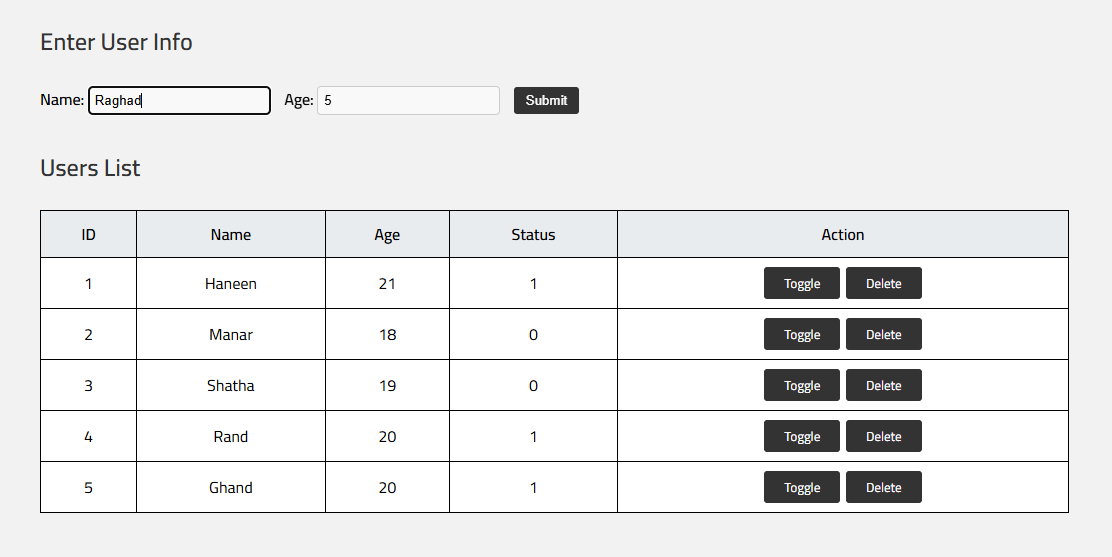 Enter User Info
Name: Raghad Age: 5 Submit
Users List
ID Name Age Status Action
1 Haneen 21 1 Toggle Delete
2 Manar 18 0 Toggle Delete
3 Shatha 19 0 Toggle Delete
4 Rand 20 1 Toggle Delete
5 Ghand 20 1 Toggle Delete